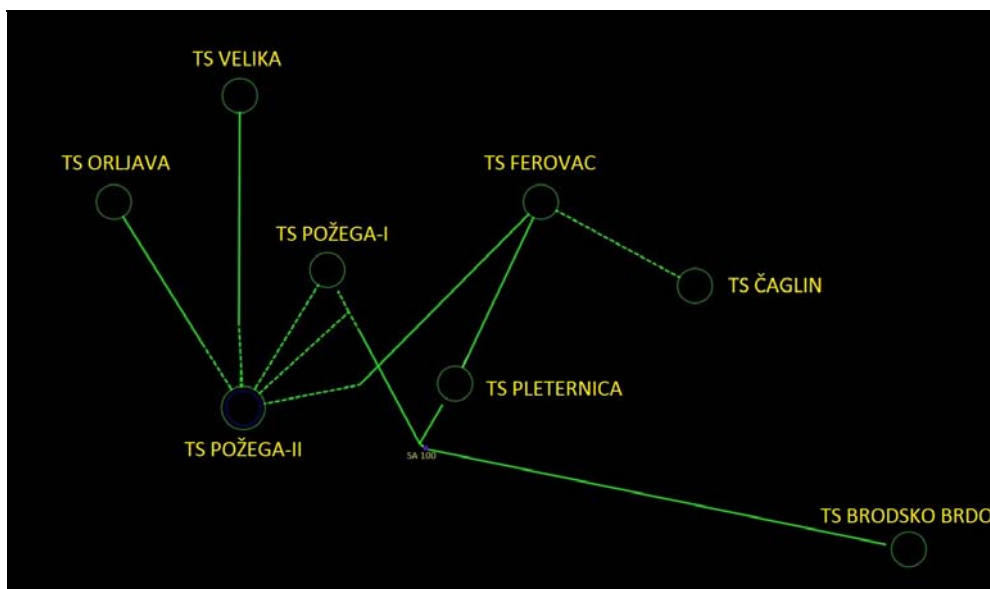 TS VELIKA
TS ORLJAVA
TS FEROVAC
TS POŽEGA-I
TS ČAGLIN
TS PLETERNICA
TS POŽEGA-II
SA 100
TS BRODSKO BRDO